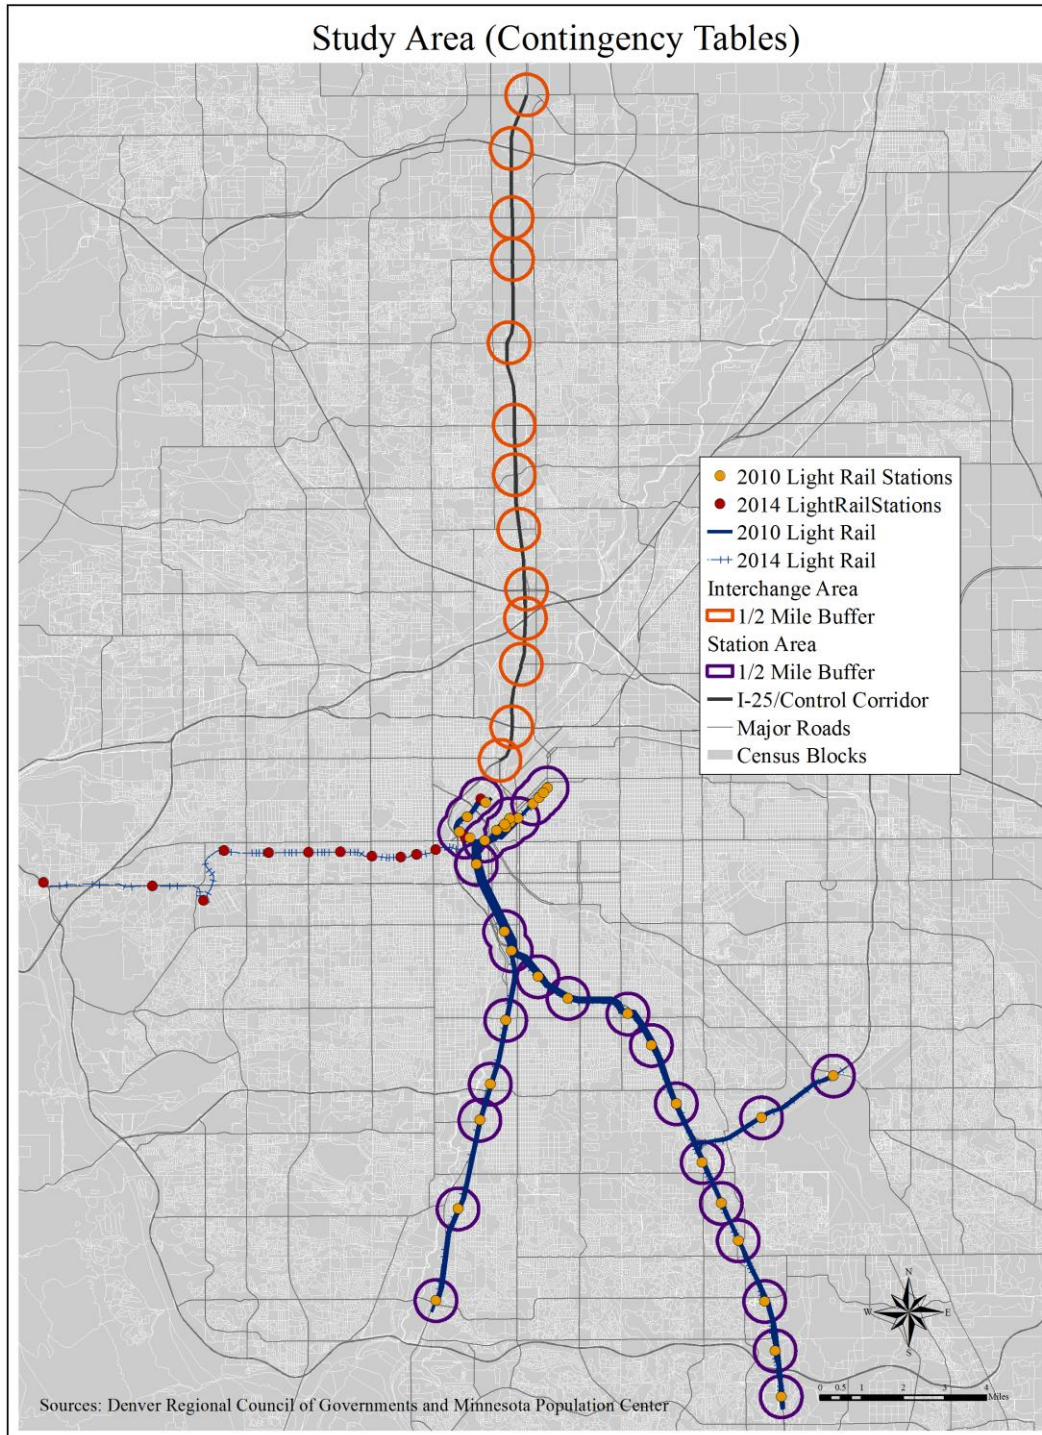 Study Area (Contingency Tables)
2010 Light Rail Stations
2014 LightRailStations
2010 Light Rail
2014 Light Rail
Interchange Area
1/2 Mile Buffer
Station Area
1/2 Mile Buffer
I-25/Control Corridor
Major Roads
Census Blocks
N
W E
S
0 0.5 1 2 3 4
Miles
Sources: Denver Regional Council of Governments and Minnesota Population Center